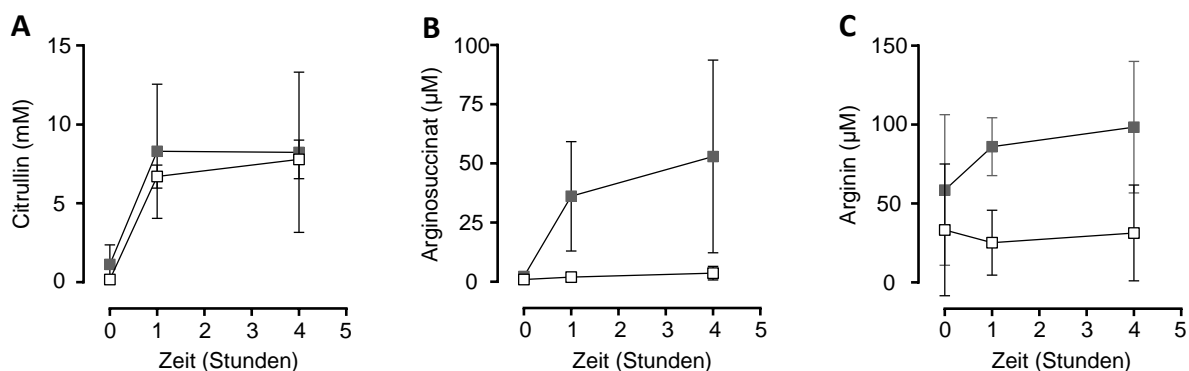 A
Citrullin (mM)
15
10
5
0
0 1 2 3 4 5
Zeit (Stunden)
B
Arginosuccinat (µM)
100
75
50
25
0
0 1 2 3 4 5
Zeit (Stunden)
C
Arginin (µM)
150
100
50
0
0 1 2 3 4 5
Zeit (Stunden)